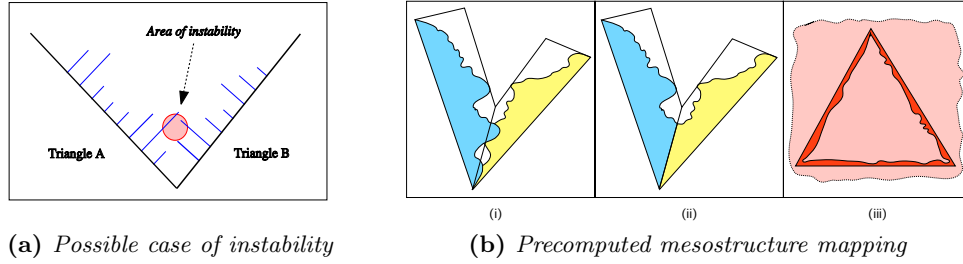 Area of instability
Triangle A
Triangle B
(i)
(ii)
(iii)
(a) Possible case of instability
(b) Precomputed mesostructure mapping